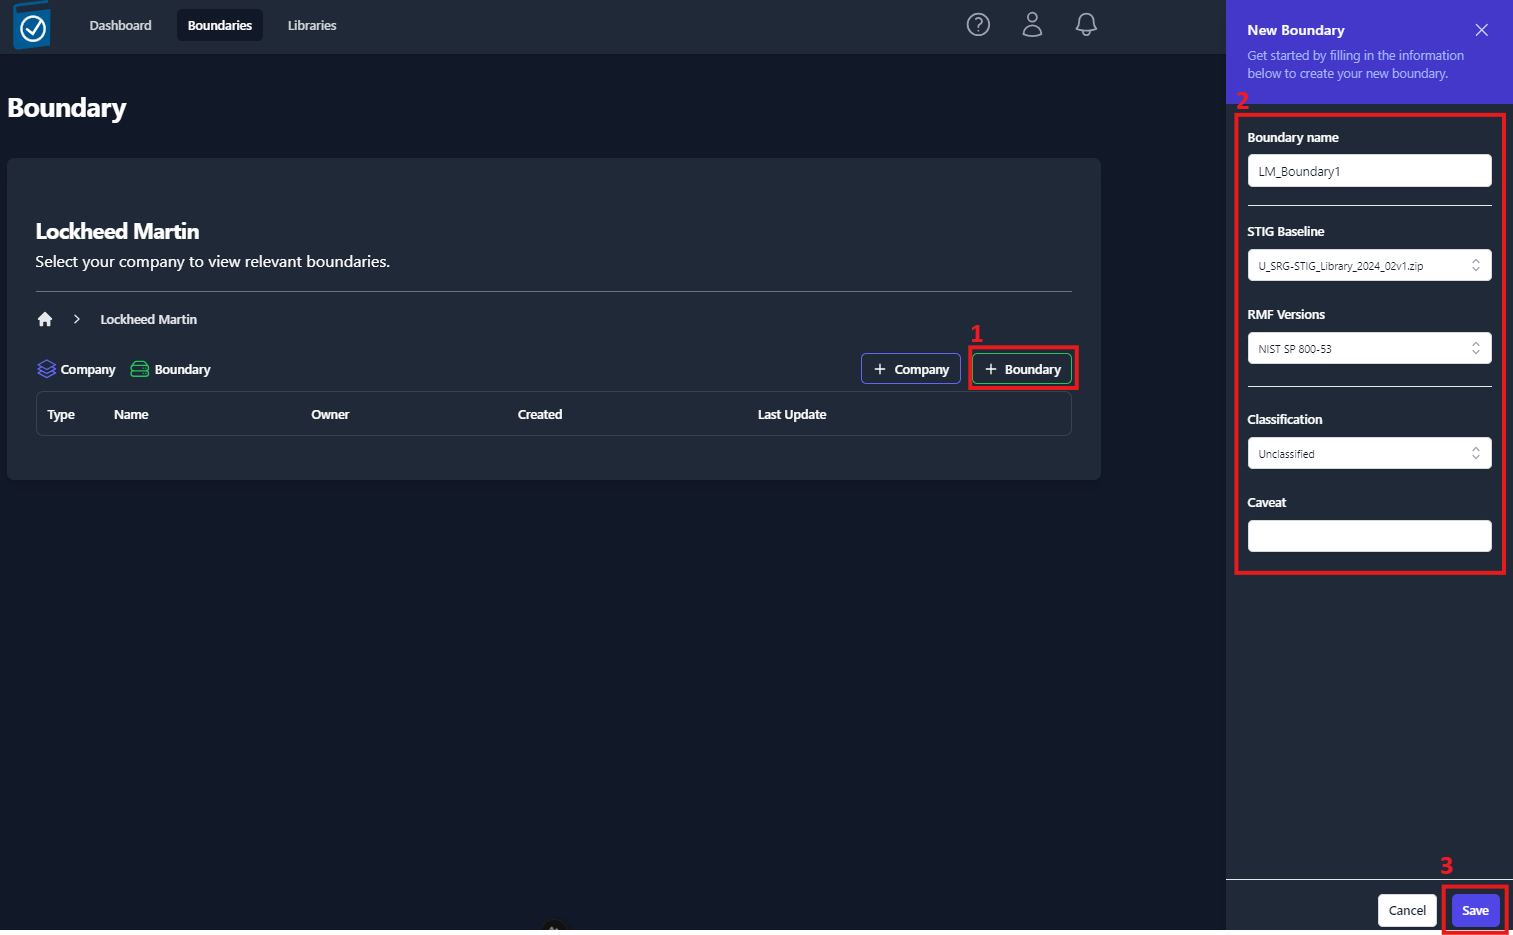 Dashboard
Boundaries
Libraries
New Boundary
Get started by filling in the information
below to create your new boundary.
2
Boundary
Boundary name
LM_Boundary1
STIG Baseline
U_SRG-STIG_Library_2024_02v1.zip
RMF Versions
NIST SP 800-53
Classification
Unclassified
Caveat
Lockheed Martin
Select your company to view relevant boundaries.
Lockheed Martin
1
Company
Boundary
+ Company
+ Boundary
Type
Name
Owner
Created
Last Update
3
Cancel
Save